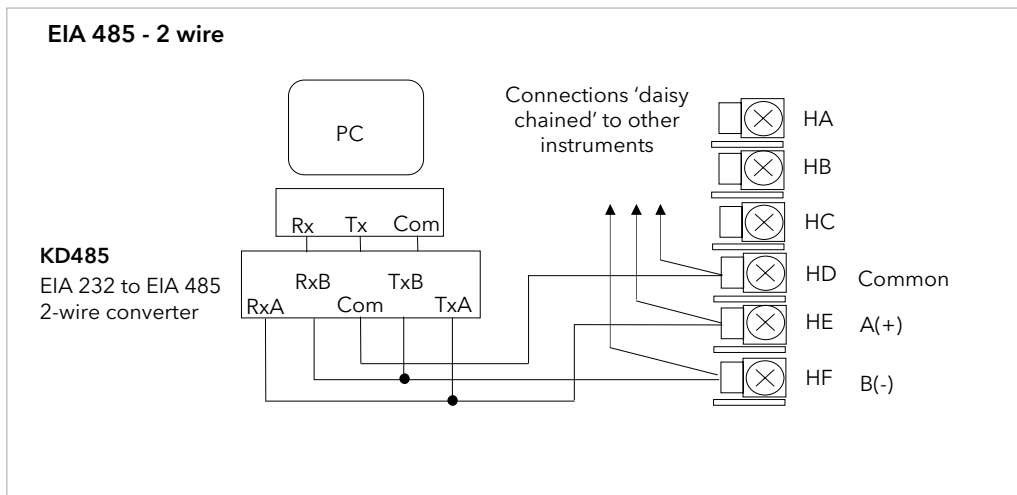 EIA 485 - 2 wire
PC
Connections ‘daisy
chained’ to other
instruments
Rx Tx Com
KD485
EIA 232 to EIA 485
2-wire converter
RxB TxB
RxA Com TxA
HA
HB
HC
HD Common
HE A(+)
HF B(-)